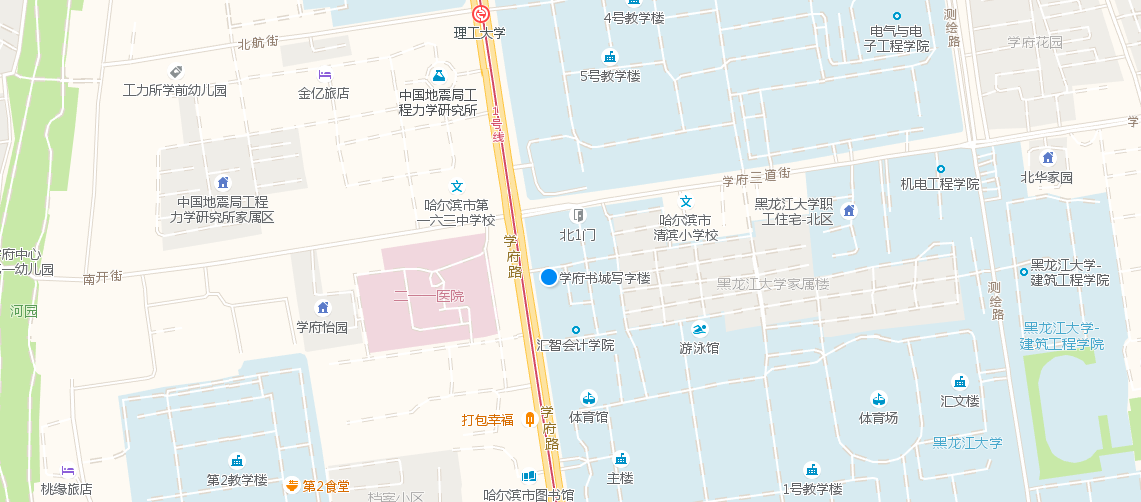 4号教学楼
测绘路
理工大学
北航街
电气与电
子工程学院
学府花园
5号教学楼
工力所学前幼儿园
金亿旅店
中国地震局工
程力学研究所
1号线
学
学府三道街
机电工程学院
北华家园
中国地震局工程
力学研究所家属区
哈尔滨市第
一六三中学校
哈尔滨市
清滨小学校
黑龙江大学职
工住宅-北区
北1门
学府路
府中心
一幼儿园
南开街
学府书城写字楼
黑龙江大学家属楼
黑龙江大学-
建筑工程学院
测绘路
二一一医院
河园
学府怡园
汇智会计学院
游泳馆
黑龙江大学-
建筑工程学院
打包幸福
学府路
体育馆
体育场
汇文楼
黑龙江大学
第2教学楼
主楼
桃缘旅店
第2食堂
档案小区
哈尔滨市图书馆
1号教学楼